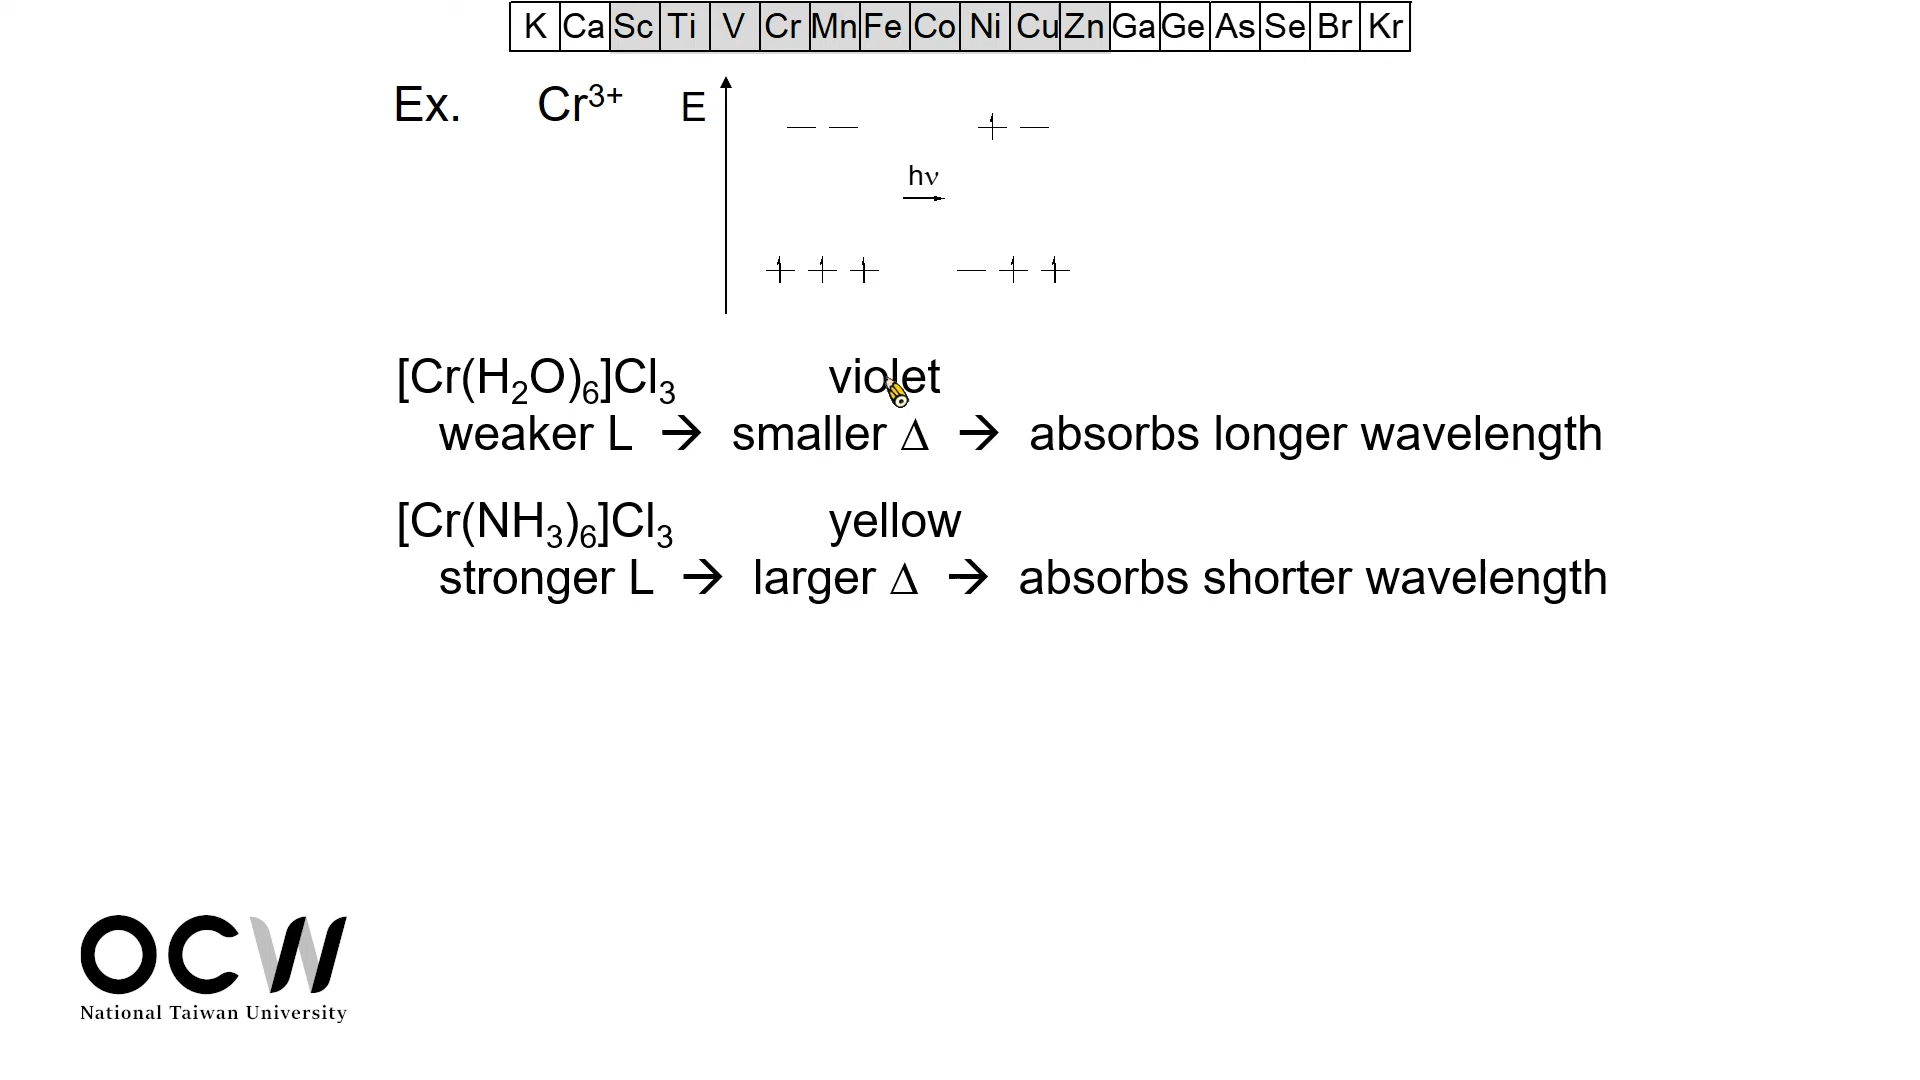 K Ca Sc Ti V Cr Mn Fe Co Ni Cu Zn Ga Ge As Se Br Kr
Ex. Cr³⁺ E
hν
[Cr(H₂O)₆]Cl₃ violet
weaker L → smaller Δ → absorbs longer wavelength
[Cr(NH₃)₆]Cl₃ yellow
stronger L → larger Δ → absorbs shorter wavelength
OCW
National Taiwan University